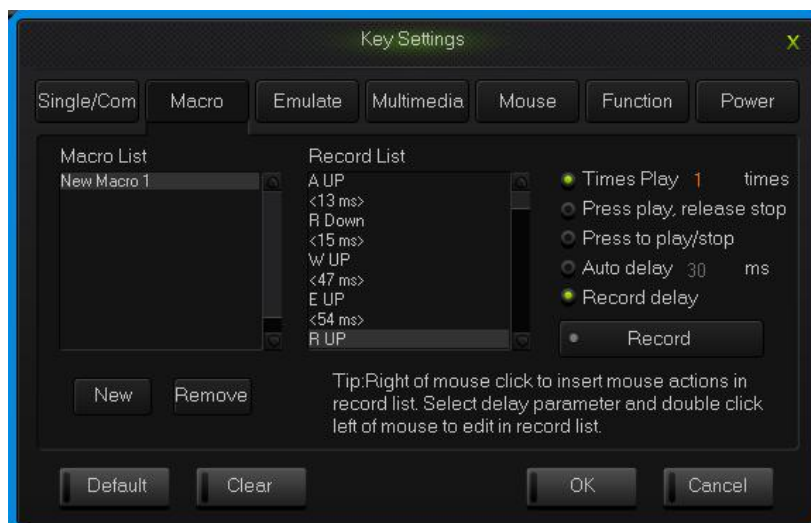 Key Settings
X
Single/Com
Macro
Emulate
Multimedia
Mouse
Function
Power
Macro List
New Macro 1
Record List
A UP
<13 ms>
R Down
<15 ms>
W UP
<47 ms>
E UP
<54 ms>
R UP
Times Play 1 times
Press play, release stop
Press to play/stop
Auto delay 30 ms
Record delay
Record
New
Remove
Tip:Right of mouse click to insert mouse actions in
record list. Select delay parameter and double click
left of mouse to edit in record list.
Default
Clear
OK
Cancel